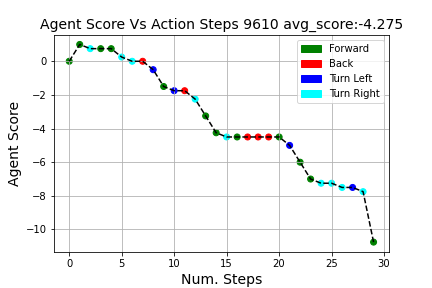 Agent Score Vs Action Steps 9610 avg_score:-4.275
Forward
Back
Turn Left
Turn Right
Agent Score
0
−2
−4
−6
−8
−10
0 5 10 15 20 25 30
Num. Steps